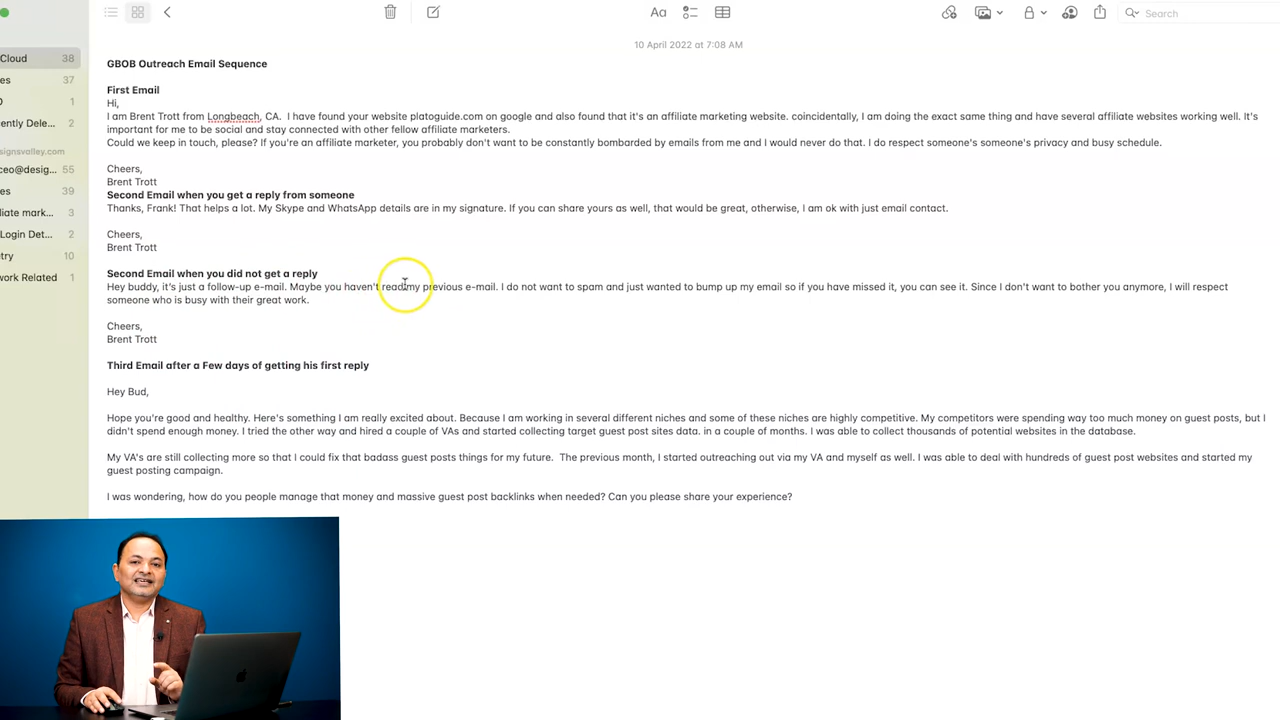 Search
10 April 2022 at 7:08 AM
Cloud 38
es 37
O 1
cently Dele... 2
signsvalley.com
ceo@desig... 55
es 39
iliate mark... 3
Login Det... 2
etry 10
work Related 1
GBOB Outreach Email Sequence
First Email
Hi,
I am Brent Trott from Longbeach, CA. I have found your website platoguide.com on google and also found that it's an affiliate marketing website. coincidentally, I am doing the exact same thing and have several affiliate websites working well. It's
important for me to be social and stay connected with other fellow affiliate marketers.
Could we keep in touch, please? If you're an affiliate marketer, you probably don't want to be constantly bombarded by emails from me and I would never do that. I do respect someone's someone's privacy and busy schedule.
Cheers,
Brent Trott
Second Email when you get a reply from someone
Thanks, Frank! That helps a lot. My Skype and WhatsApp details are in my signature. If you can share yours as well, that would be great, otherwise, I am ok with just email contact.
Cheers,
Brent Trott
Second Email when you did not get a reply
Hey buddy, it's just a follow-up e-mail. Maybe you haven't read my previous e-mail. I do not want to spam and just wanted to bump up my email so if you have missed it, you can see it. Since I don't want to bother you anymore, I will respect
someone who is busy with their great work.
Cheers,
Brent Trott
Third Email after a Few days of getting his first reply
Hey Bud,
Hope you're good and healthy. Here's something I am really excited about. Because I am working in several different niches and some of these niches are highly competitive. My competitors were spending way too much money on guest posts, but I
didn't spend enough money. I tried the other way and hired a couple of VAs and started collecting target guest post sites data. in a couple of months. I was able to collect thousands of potential websites in the database.
My VA's are still collecting more so that I could fix that badass guest posts things for my future. The previous month, I started outreaching out via my VA and myself as well. I was able to deal with hundreds of guest post websites and started my
guest posting campaign.
I was wondering, how do you people manage that money and massive guest post backlinks when needed? Can you please share your experience?